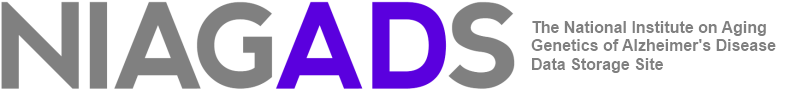 NIAGADS
The National Institute on Aging
Genetics of Alzheimer's Disease
Data Storage Site